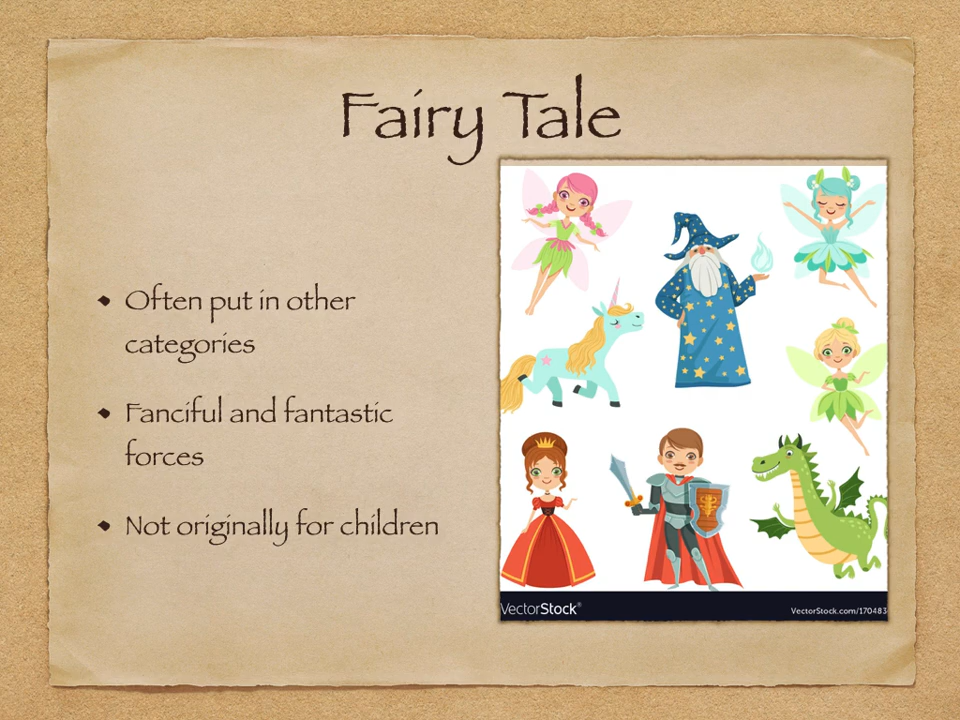 Fairy Tale
• Often put in other
categories
• Fanciful and fantastic
forces
• Not originally for children
VectorStock®
VectorStock.com/170483